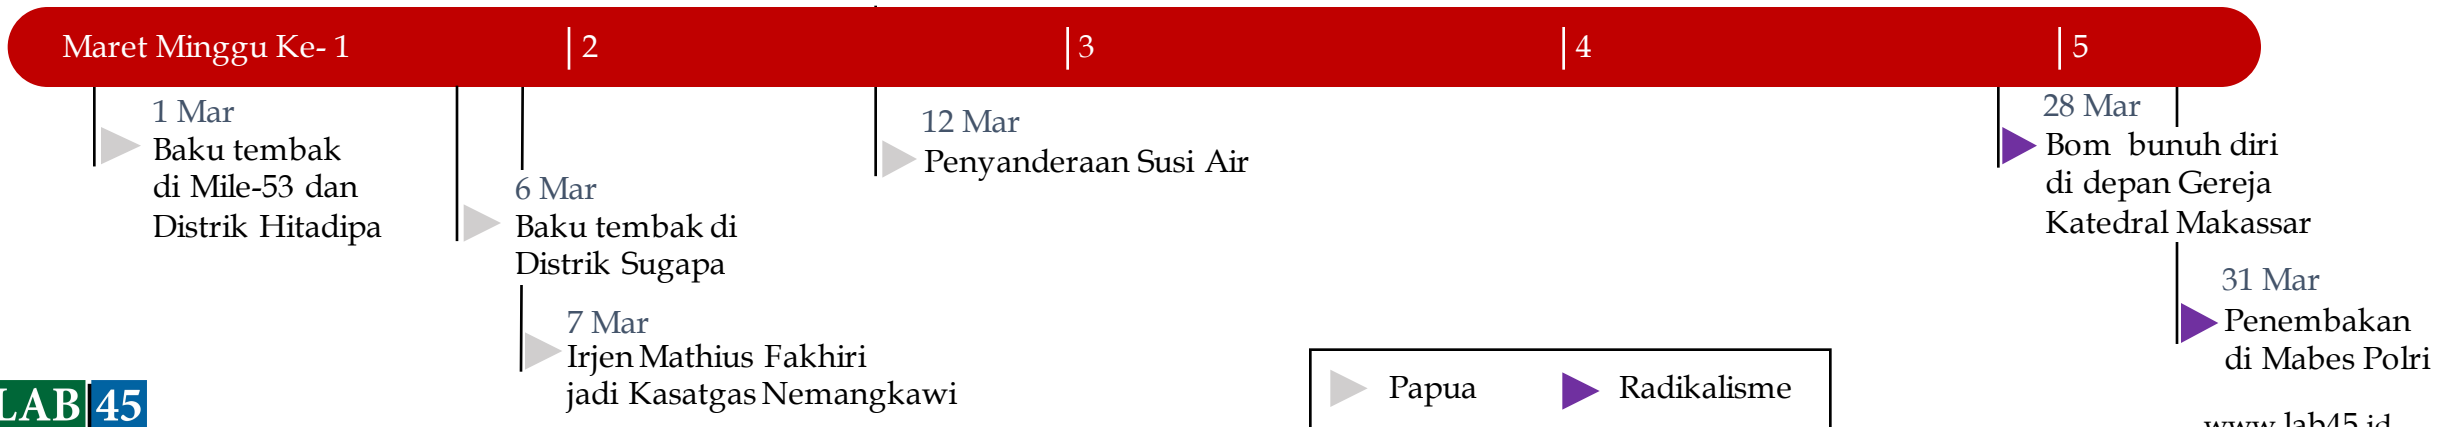 Maret Minggu Ke- 1
2
3
4
5
1 Mar
Baku tembak
di Mile-53 dan
Distrik Hitadipa
6 Mar
Baku tembak di
Distrik Sugapa
7 Mar
Irjen Mathius Fakhiri
jadi Kasatgas Nemangkawi
12 Mar
Penyanderaan Susi Air
28 Mar
Bom bunuh diri
di depan Gereja
Katedral Makassar
31 Mar
Penembakan
di Mabes Polri
Papua
Radikalisme
LAB 45
www.lab45.id